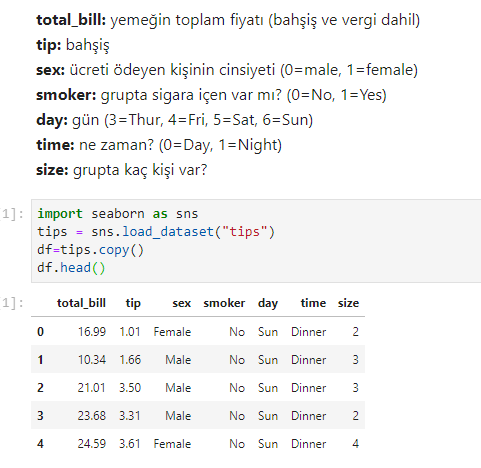 total_bill: yemeğin toplam fiyatı (bahşiş ve vergi dahil)
tip: bahşiş
sex: ücreti ödeyen kişinin cinsiyeti (0=male, 1=female)
smoker: grupta sigara içen var mı? (0=No, 1=Yes)
day: gün (3=Thur, 4=Fri, 5=Sat, 6=Sun)
time: ne zaman? (0=Day, 1=Night)
size: grupta kaç kişi var?
1]: import seaborn as sns
tips = sns.load_dataset("tips")
df=tips.copy()
df.head()
1]: total_bill tip sex smoker day time size
0 16.99 1.01 Female No Sun Dinner 2
1 10.34 1.66 Male No Sun Dinner 3
2 21.01 3.50 Male No Sun Dinner 3
3 23.68 3.31 Male No Sun Dinner 2
4 24.59 3.61 Female No Sun Dinner 4